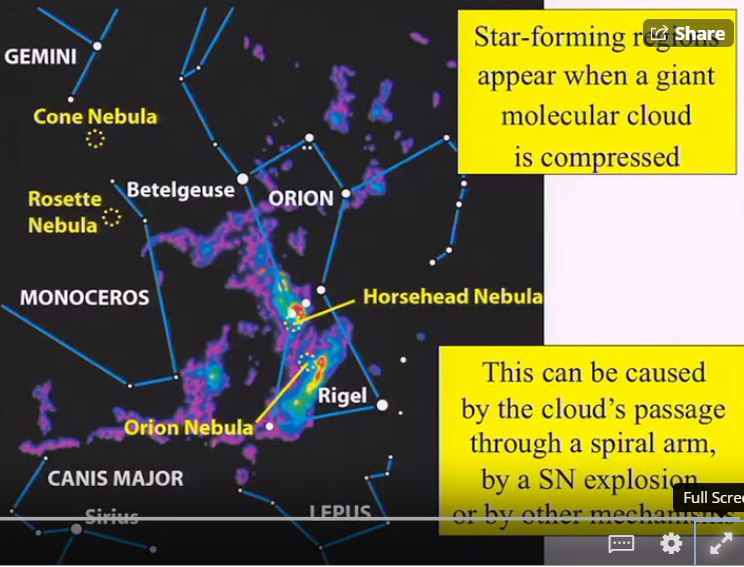 GEMINI
Cone Nebula
Rosette
Nebula
Betelgeuse
ORION
MONOCEROS
Horsehead Nebula
Rigel
Orion Nebula
CANIS MAJOR
Sirius
LEPUS
Share
Star-forming regions
appear when a giant
molecular cloud
is compressed
This can be caused
by the cloud's passage
through a spiral arm,
by a SN explosion,
or by other mechanisms
Full Scre